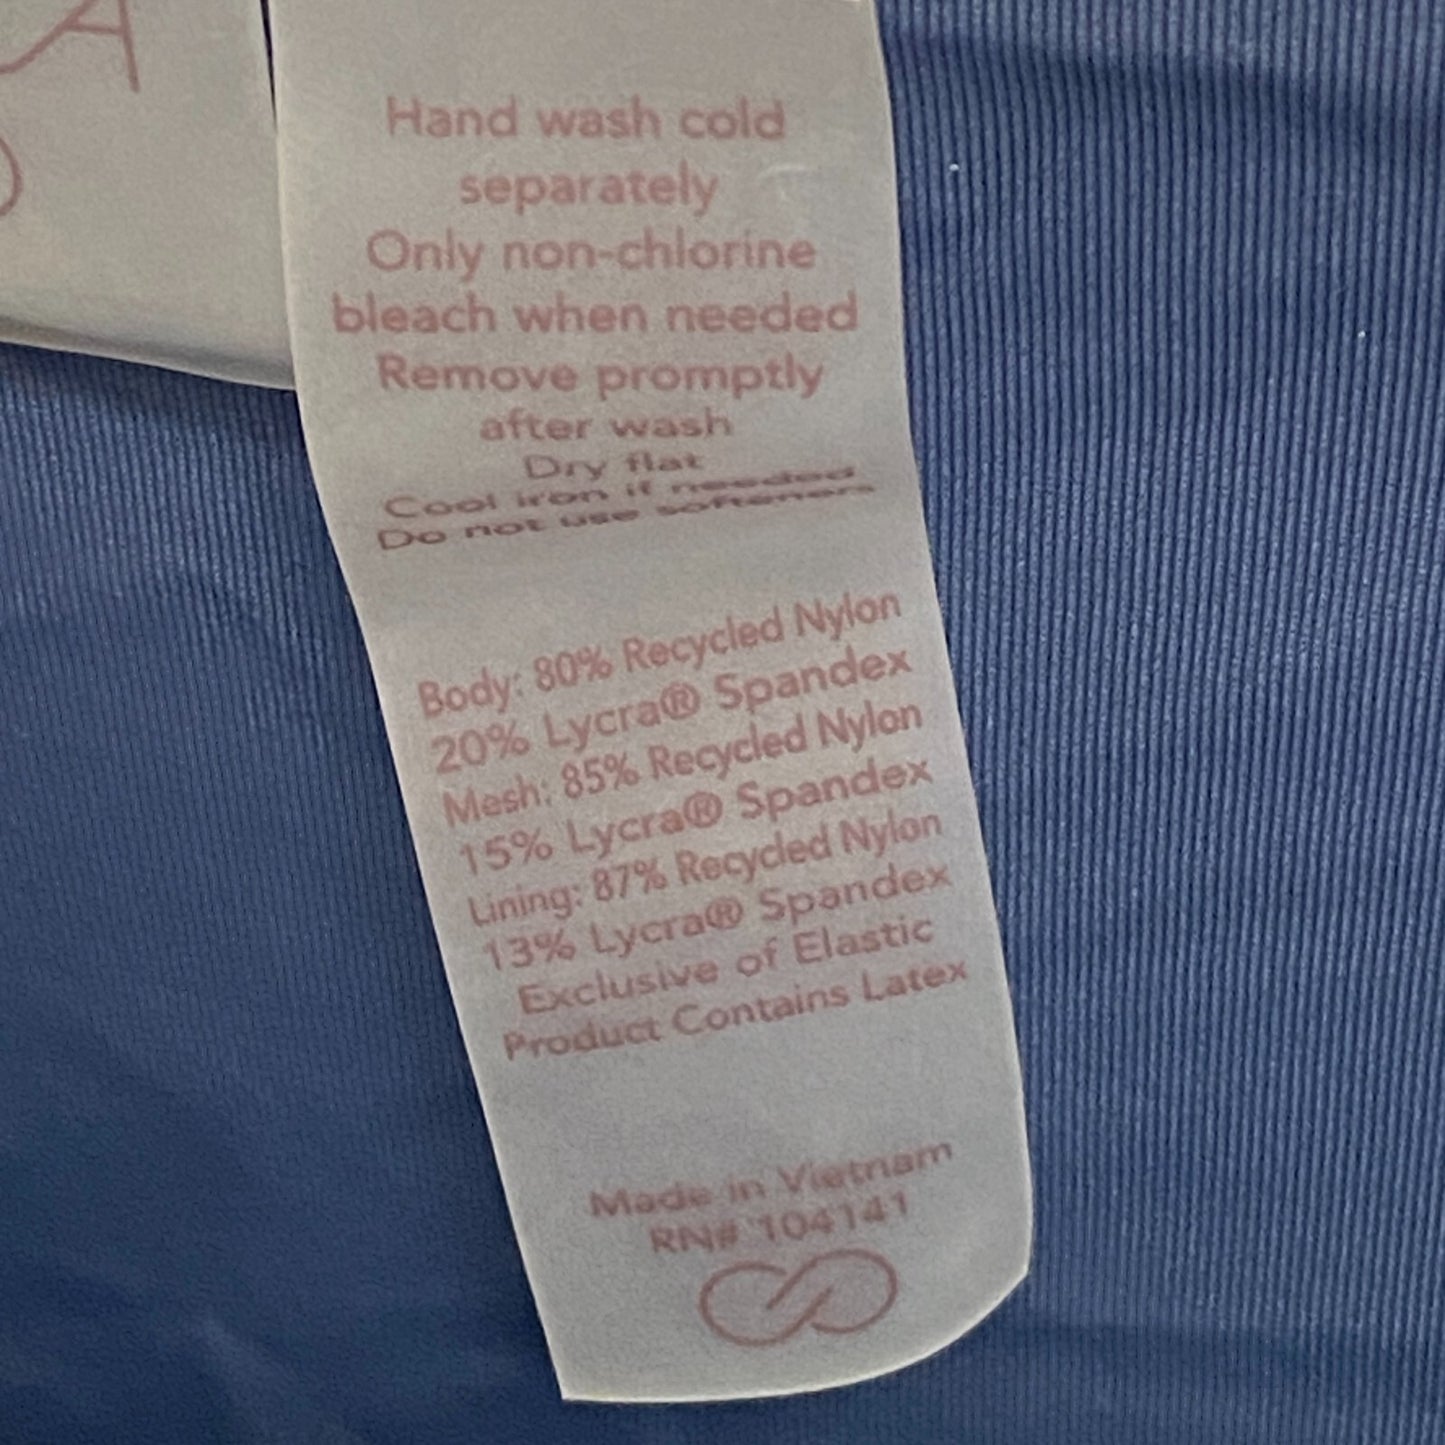 A
Hand wash cold
separately
Only non-chlorine
bleach when needed
Remove promptly
after wash
Dry flat
Cool iron if needed
Do not use softeners
Body: 80% Recycled Nylon
20% Lycra® Spandex
Mesh: 85% Recycled Nylon
15% Lycra® Spandex
Lining: 87% Recycled Nylon
13% Lycra® Spandex
Exclusive of Elastic
Product Contains Latex
Made in Vietnam
RN# 104141